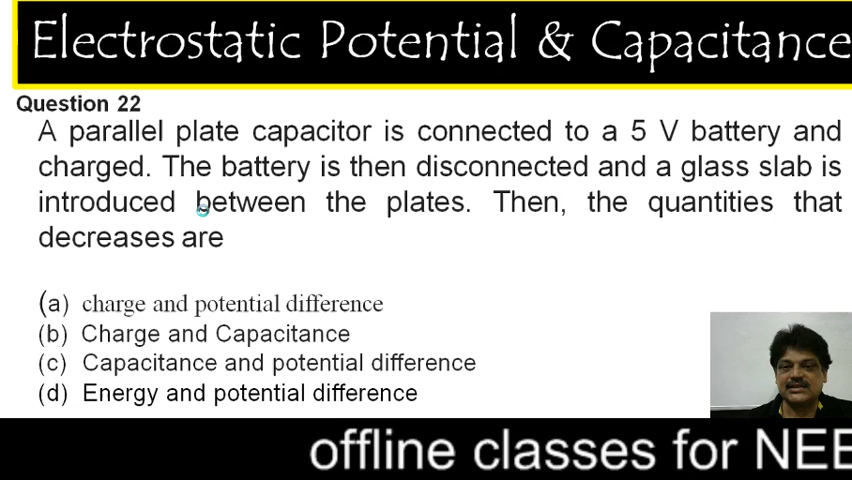 Electrostatic Potential & Capacitance
Question 22
A parallel plate capacitor is connected to a 5 V battery and
charged. The battery is then disconnected and a glass slab is
introduced between the plates. Then, the quantities that
decreases are
(a) charge and potential difference
(b) Charge and Capacitance
(c) Capacitance and potential difference
(d) Energy and potential difference
offline classes for NEE